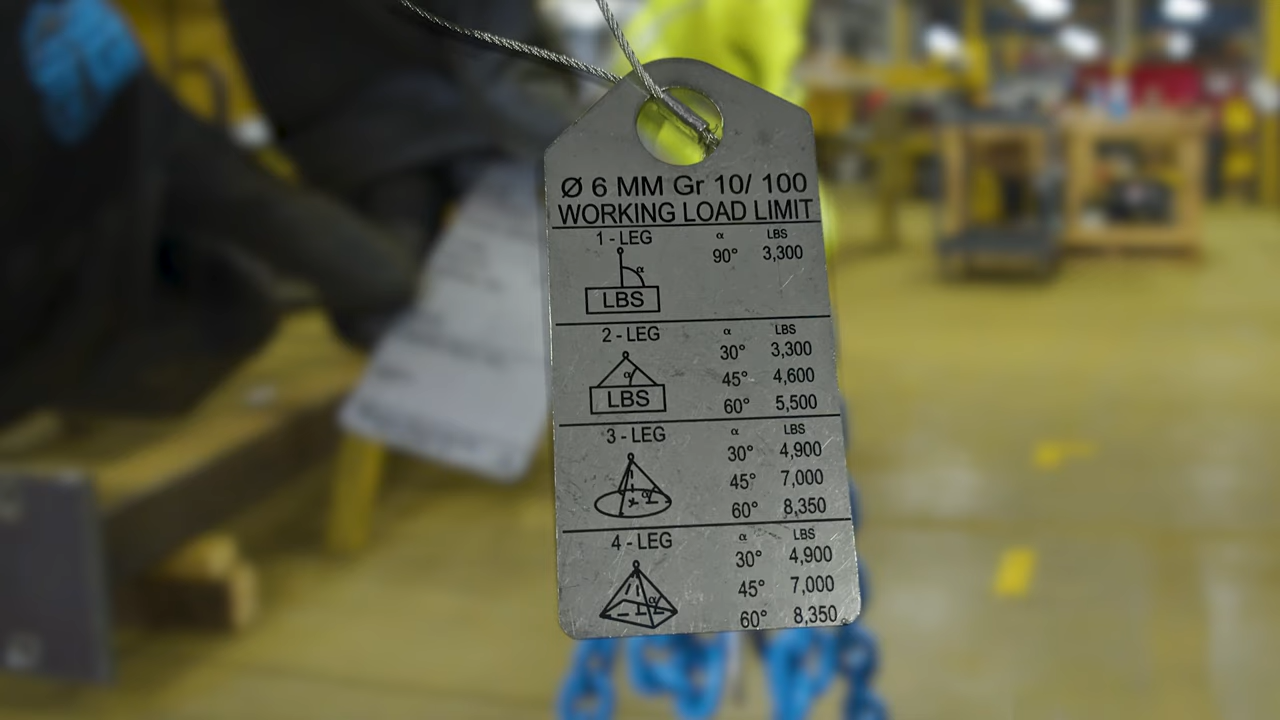 Ø 6 MM Gr 10/ 100
WORKING LOAD LIMIT
1 - LEG α LBS
90° 3,300
α
LBS
2 - LEG α LBS
30° 3,300
45° 4,600
60° 5,500
α
LBS
3 - LEG α LBS
30° 4,900
45° 7,000
60° 8,350
α
4 - LEG α LBS
30° 4,900
45° 7,000
60° 8,350
α